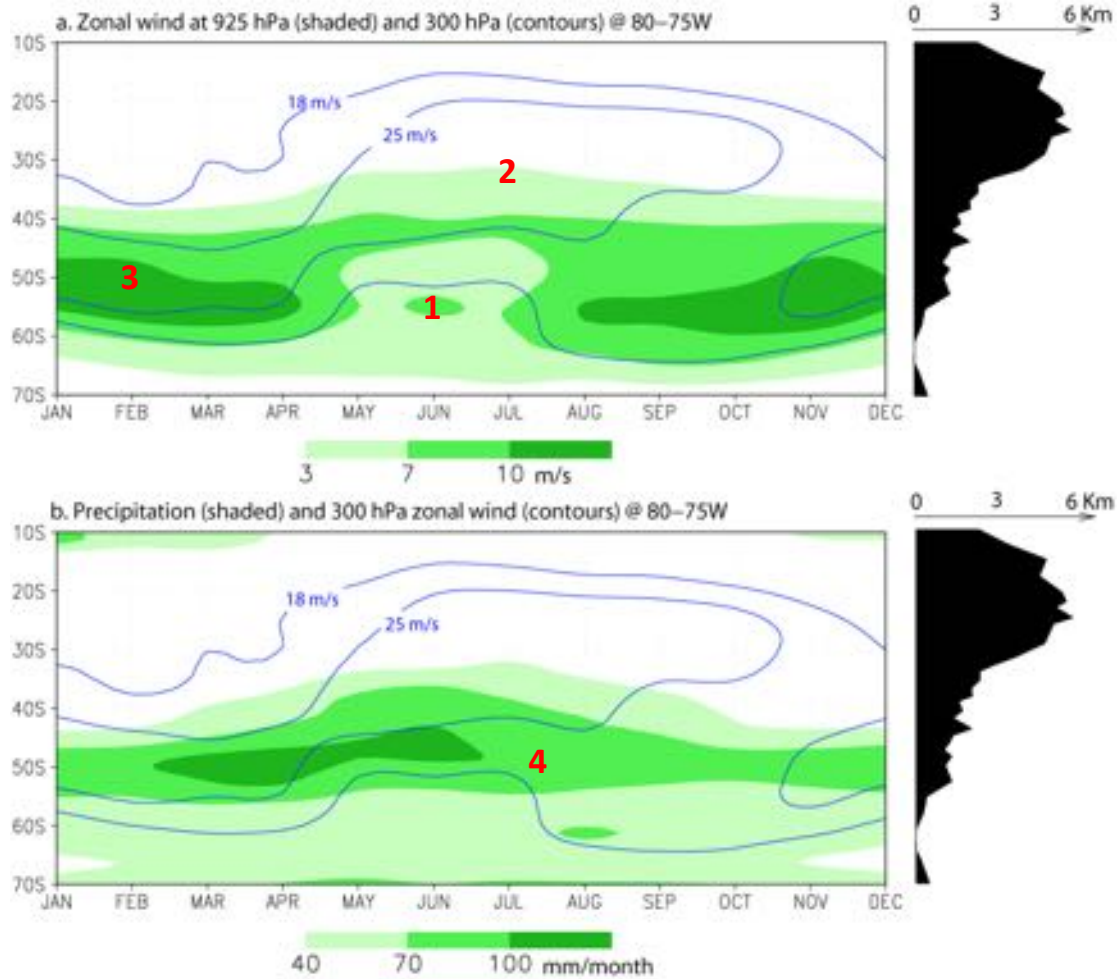 a. Zonal wind at 925 hPa (shaded) and 300 hPa (contours) @ 80–75W
0 3 6 Km
10S
20S
30S
40S
50S
60S
70S
18 m/s
25 m/s
2
3
1
JAN FEB MAR APR MAY JUN JUL AUG SEP OCT NOV DEC
3 7 10 m/s
b. Precipitation (shaded) and 300 hPa zonal wind (contours) @ 80–75W
0 3 6 Km
10S
20S
30S
40S
50S
60S
70S
18 m/s
25 m/s
4
JAN FEB MAR APR MAY JUN JUL AUG SEP OCT NOV DEC
40 70 100 mm/month